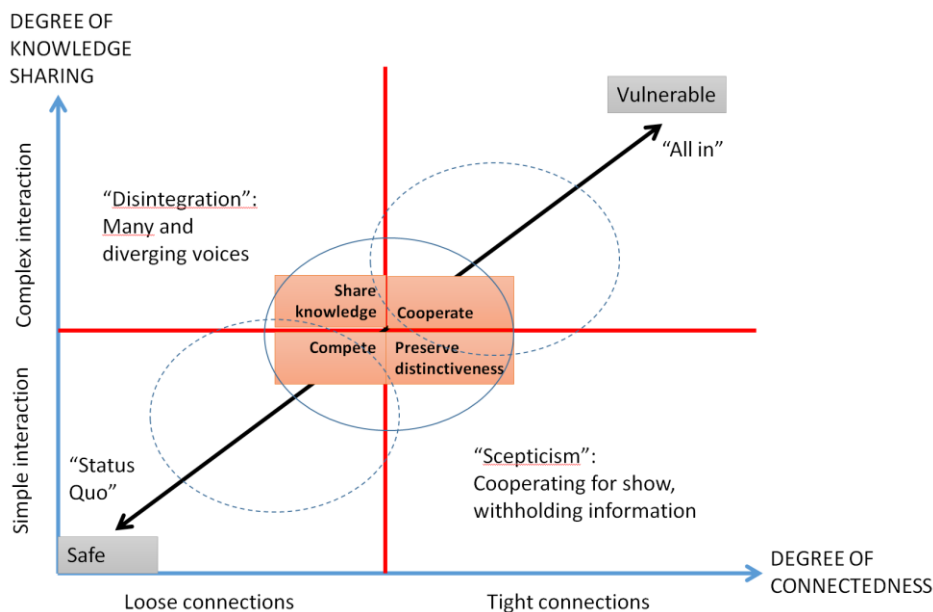 DEGREE OF
KNOWLEDGE
SHARING
Vulnerable
“All in”
Complex interaction
“Disintegration”:
Many and
diverging voices
Share
knowledge
Cooperate
Compete
Preserve
distinctiveness
Simple interaction
“Status
Quo”
“Scepticism”:
Cooperating for show,
withholding information
Safe
DEGREE OF
CONNECTEDNESS
Loose connections
Tight connections